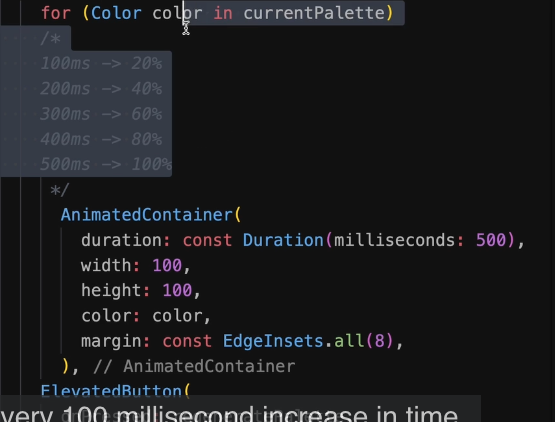 for (Color color in currentPalette)
/*
100ms -> 20%
200ms -> 40%
300ms -> 60%
400ms -> 80%
500ms -> 100%
*/
AnimatedContainer(
duration: const Duration(milliseconds: 500),
width: 100,
height: 100,
color: color,
margin: const EdgeInsets.all(8),
), // AnimatedContainer
ElevatedButton(
very 100 millisecond increase in time